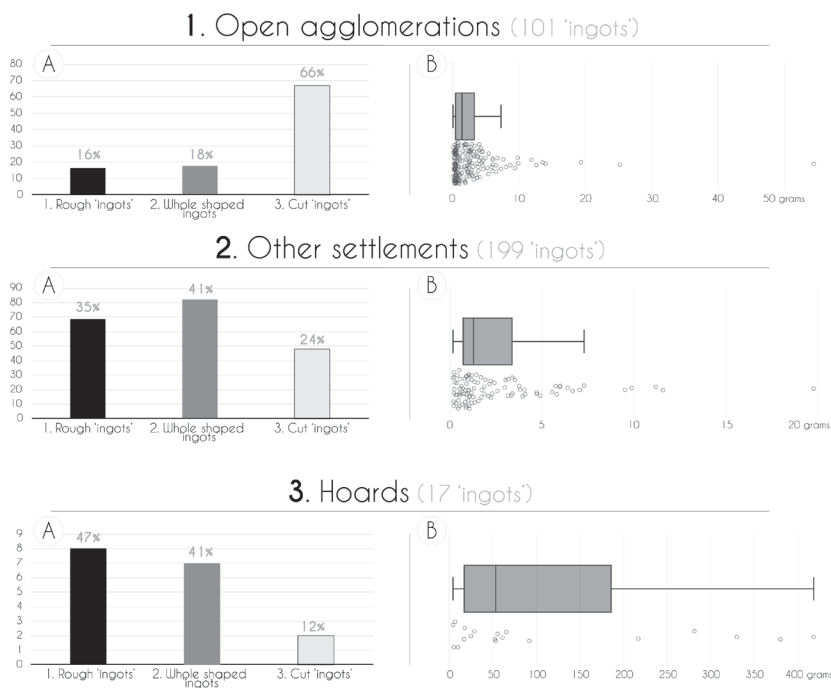 1. Open agglomerations (101 'ingots')
A
80
70
60
50
40
30
20
10
0
16%
18%
66%
1. Rough 'ingots'
2. Whole shaped
ingots
3. Cut 'ingots'
B
0
10
20
30
40
50 grams
2. Other settlements (199 'ingots')
A
90
80
70
60
50
40
30
20
10
0
35%
41%
24%
1. Rough 'ingots'
2. Whole shaped
ingots
3. Cut 'ingots'
B
0
5
10
15
20 grams
3. Hoards (17 'ingots')
A
9
8
7
6
5
4
3
2
1
0
47%
41%
12%
1. Rough 'ingots'
2. Whole shaped
ingots
3. Cut 'ingots'
B
0
50
100
150
200
250
300
350
400 grams